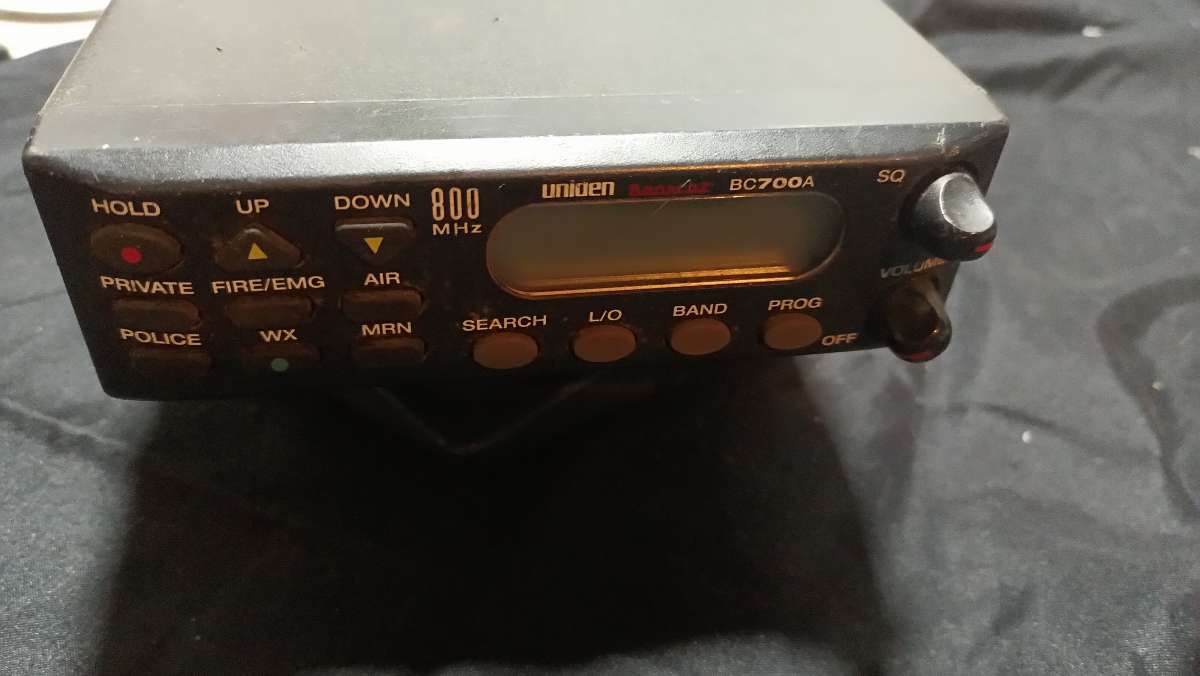 uniden Bearcat BC700A
800
MHz
SQ
VOLUME
OFF
HOLD UP DOWN
PRIVATE FIRE/EMG AIR
POLICE WX MRN
SEARCH L/O BAND PROG